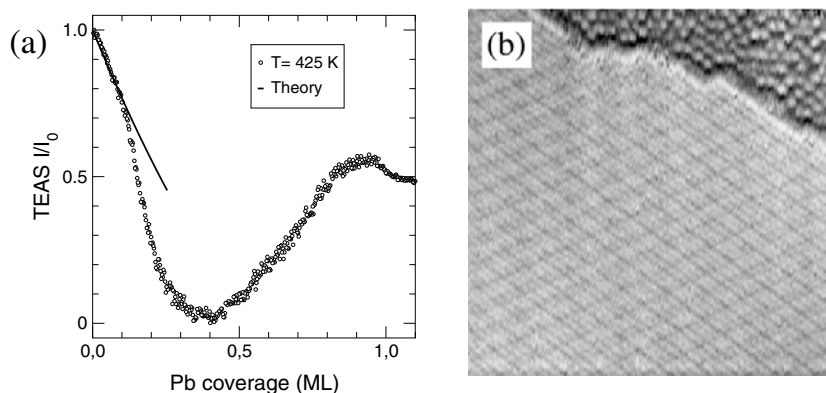 (a)
1.0
T= 425 K
Theory
TEAS I/I0
0.5
0
0,0
0,5
1,0
Pb coverage (ML)
(b)